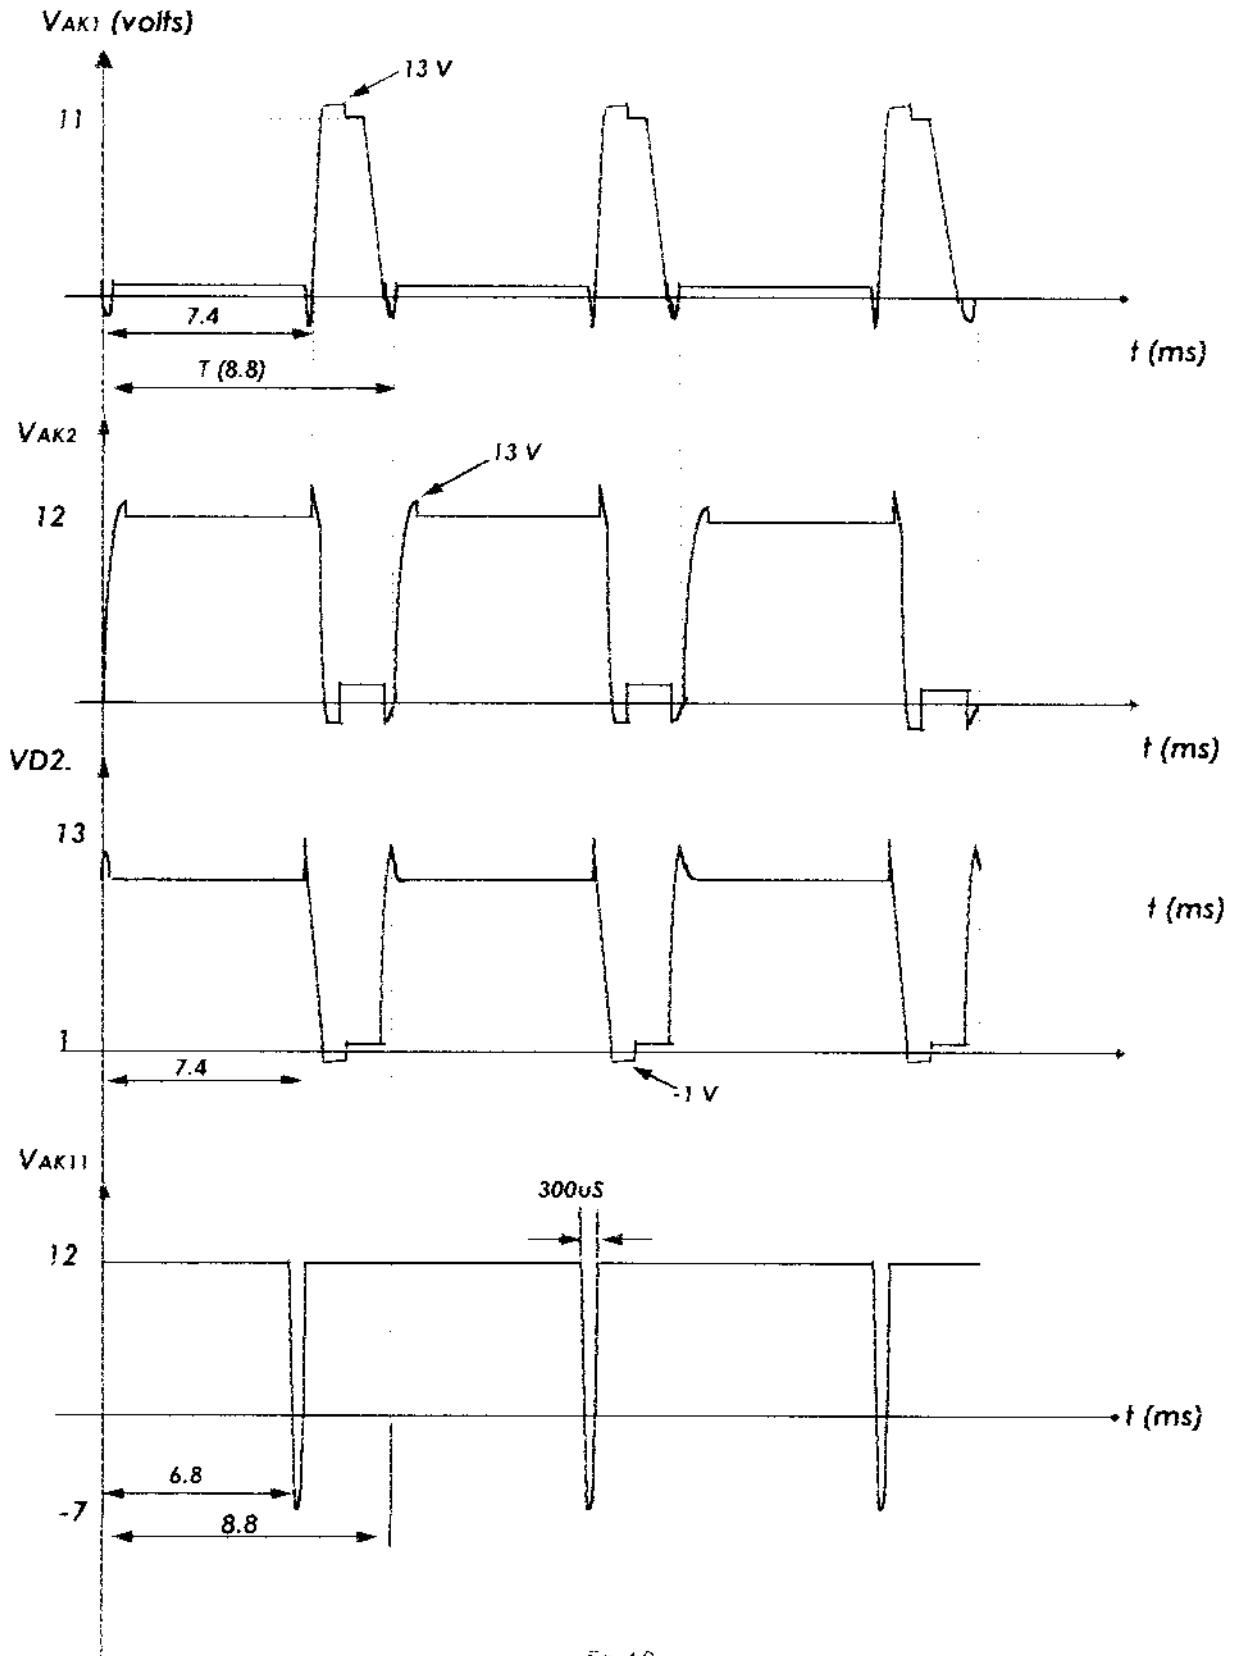 VAK1 (volts)
13 V
11
7.4
t (ms)
T (8.8)
VAK2
13 V
12
t (ms)
VD2.
13
t (ms)
1
7.4
-1 V
VAK11
300uS
12
t (ms)
6.8
-7
8.8